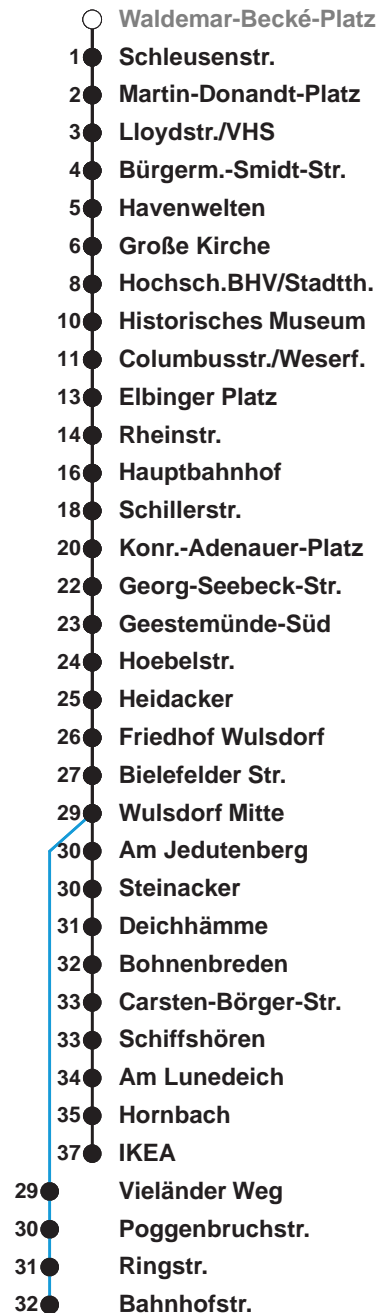 Waldemar-Becké-Platz
1 Schleusenstr.
2 Martin-Donandt-Platz
3 Lloydstr./VHS
4 Bürgerm.-Smidt-Str.
5 Havenwelten
6 Große Kirche
8 Hochsch.BHV/Stadtth.
10 Historisches Museum
11 Columbusstr./Weserf.
13 Elbinger Platz
14 Rheinstr.
16 Hauptbahnhof
18 Schillerstr.
20 Konr.-Adenauer-Platz
22 Georg-Seebeck-Str.
23 Geestemünde-Süd
24 Hoebelstr.
25 Heidacker
26 Friedhof Wulsdorf
27 Bielefelder Str.
29 Wulsdorf Mitte
30 Am Jedutenberg
30 Steinacker
31 Deichhämme
32 Bohnenbreden
33 Carsten-Börger-Str.
33 Schiffshören
34 Am Lunedeich
35 Hornbach
37 IKEA
29 Vieländer Weg
30 Poggenbruchstr.
31 Ringstr.
32 Bahnhofstr.